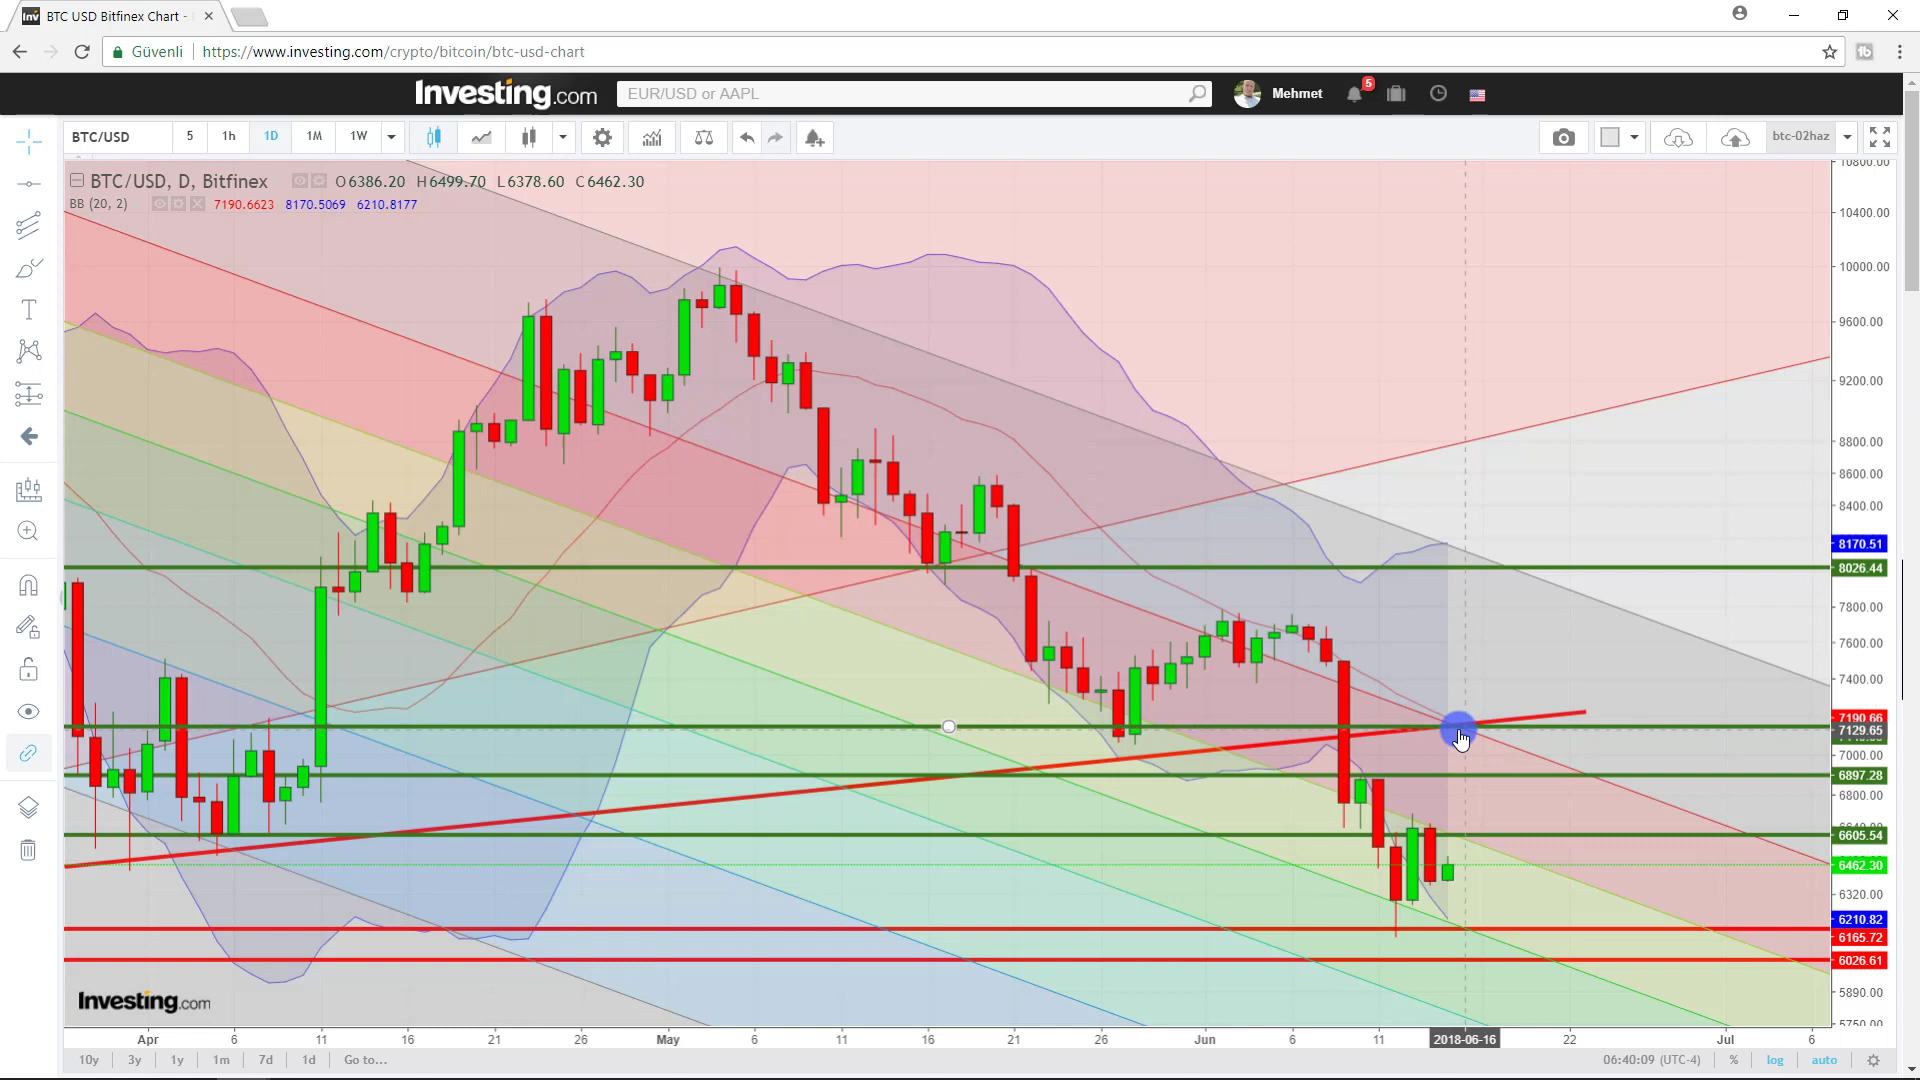 BTC USD Bitfinex Chart -
Güvenli https://www.investing.com/crypto/bitcoin/btc-usd-chart
Investing.com EUR/USD or AAPL Mehmet 5
BTC/USD 5 1h 1D 1M 1W btc-02haz
BTC/USD, D, Bitfinex O6386.20 H6499.70 L6378.60 C6462.30
BB (20, 2) 7190.6623 8170.5069 6210.8177
10800.00
10400.00
10000.00
9600.00
9200.00
8800.00
8600.00
8400.00
8170.51
8026.44
7800.00
7600.00
7400.00
7190.66
7129.65
7000.00
6897.28
6800.00
6605.54
6462.30
6320.00
6210.82
6165.72
6026.61
5890.00
5750.00
Investing.com
Apr 6 11 16 21 26 May 6 11 16 21 26 Jun 6 11 2018-06-16 22 Jul 6
10y 3y 1y 1m 7d 1d Go to... 06:40:09 (UTC-4) % log auto